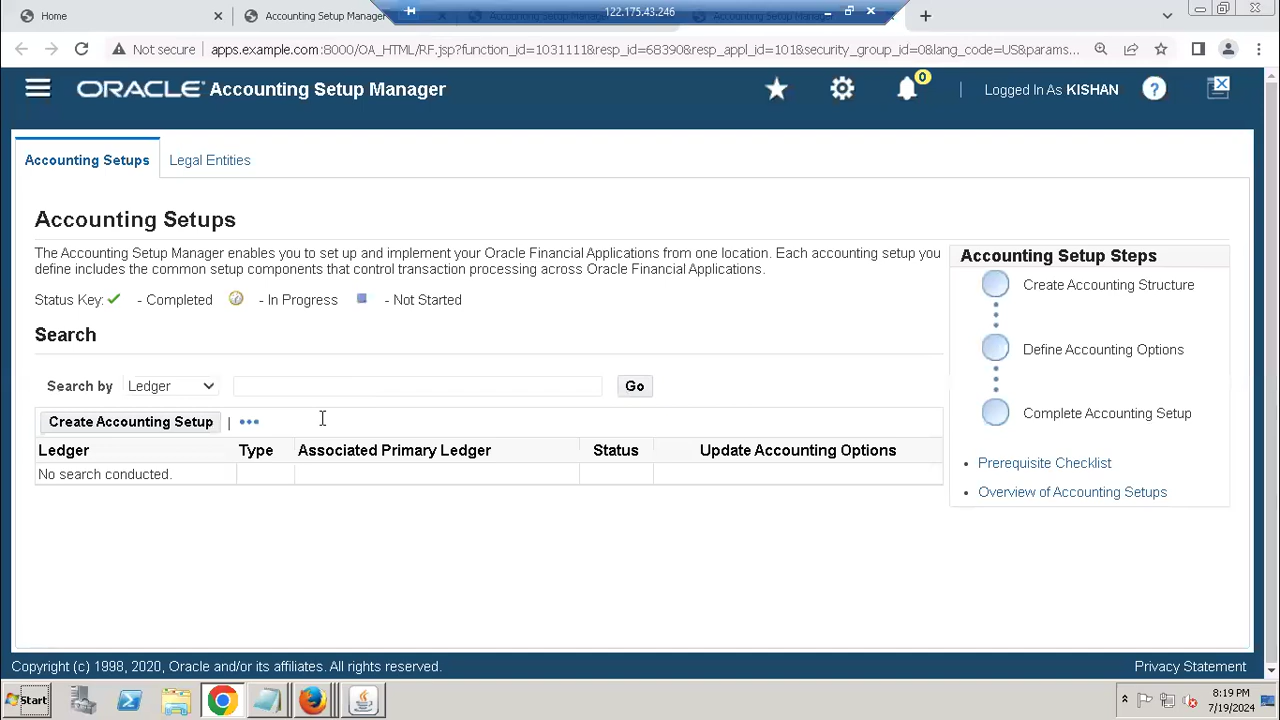 Home
Accounting Setup Manager
122.175.43.246
Not secure
apps.example.com:8000/OA_HTML/RF.jsp?function_id=1031111&resp_id=68390&resp_appl_id=101&security_group_id=0&lang_code=US&params...
ORACLE Accounting Setup Manager
0
Logged In As KISHAN
?
Accounting Setups
Legal Entities
Accounting Setups
The Accounting Setup Manager enables you to set up and implement your Oracle Financial Applications from one location. Each accounting setup you
define includes the common setup components that control transaction processing across Oracle Financial Applications.
Status Key: - Completed - In Progress - Not Started
Search
Search by Ledger Go
Create Accounting Setup | •••
Ledger Type Associated Primary Ledger Status Update Accounting Options
No search conducted.
Accounting Setup Steps
Create Accounting Structure
Define Accounting Options
Complete Accounting Setup
• Prerequisite Checklist
• Overview of Accounting Setups
Copyright (c) 1998, 2020, Oracle and/or its affiliates. All rights reserved.
Privacy Statement
Start
8:19 PM
7/19/2024